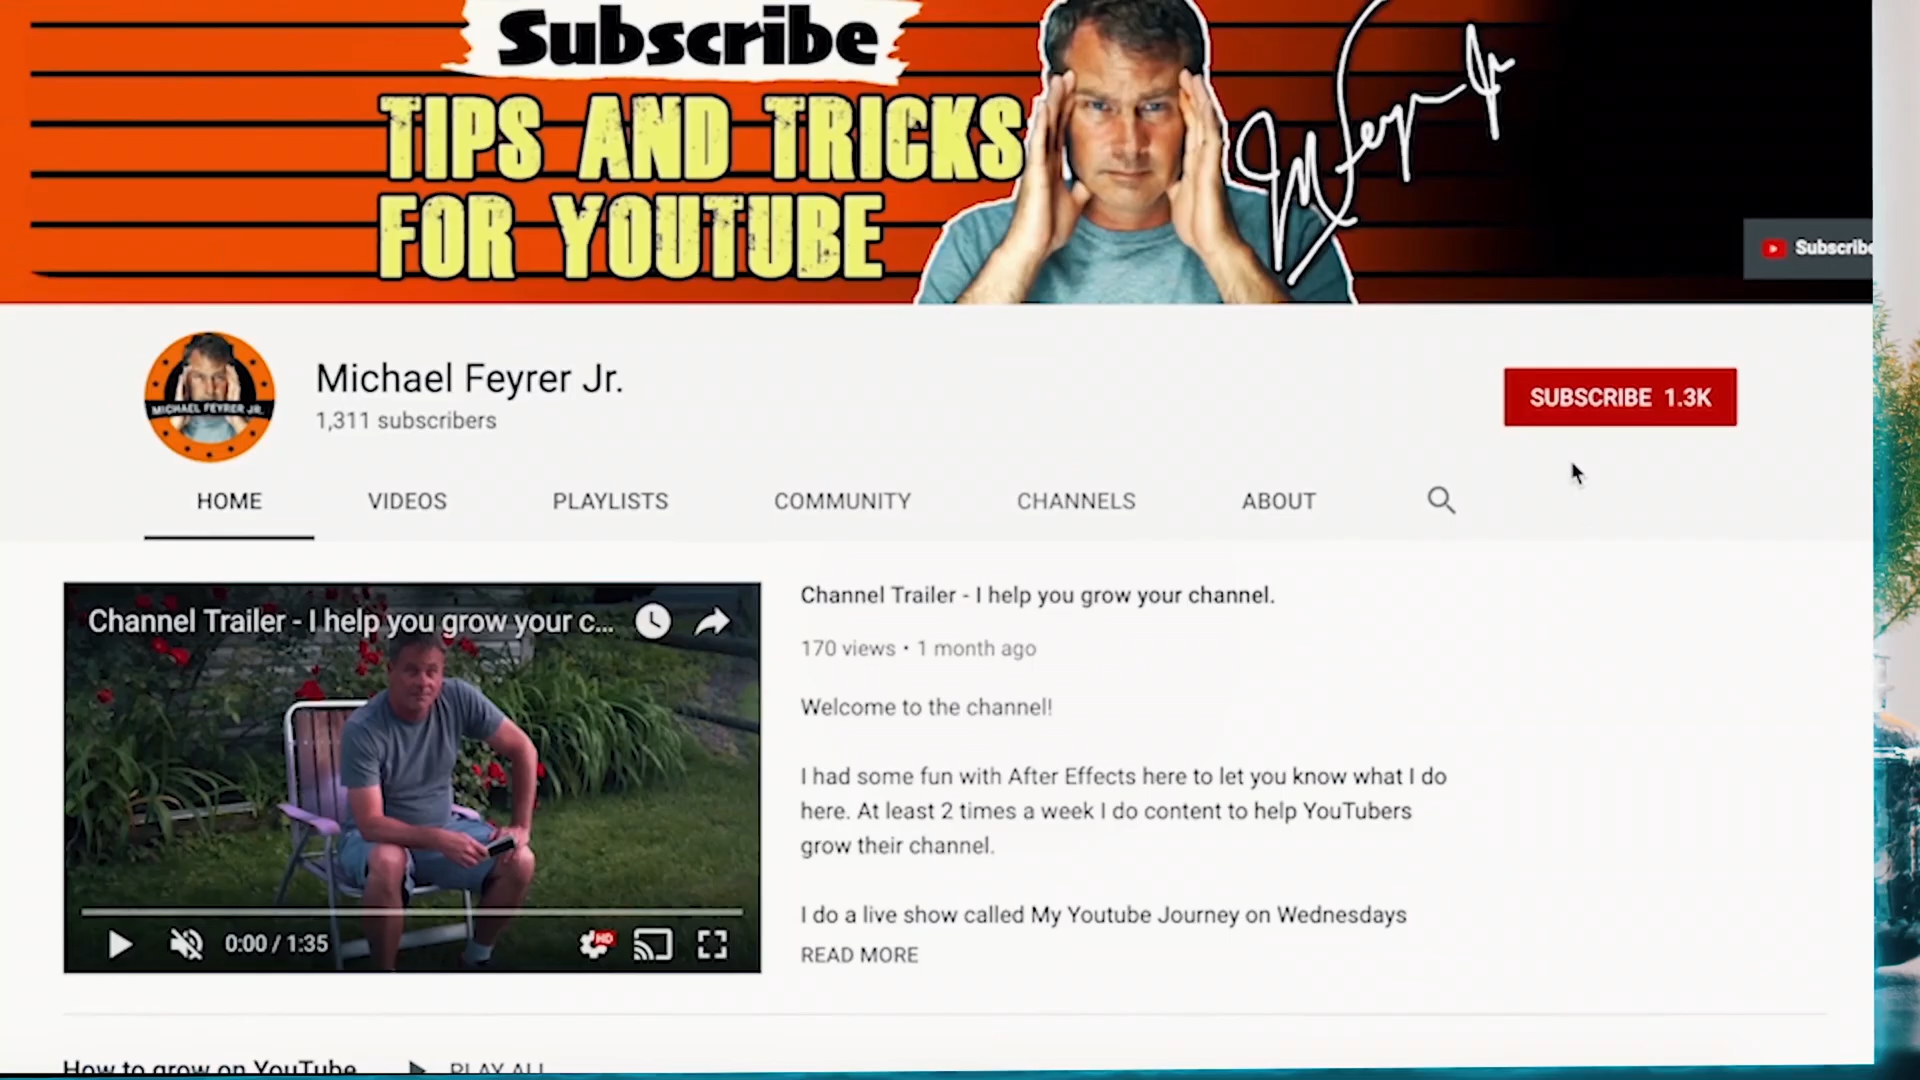 Subscribe
TIPS AND TRICKS
FOR YOUTUBE
M Feyrer Jr
Subscribe
MICHAEL FEYRER JR.
Michael Feyrer Jr.
1,311 subscribers
SUBSCRIBE 1.3K
HOME VIDEOS PLAYLISTS COMMUNITY CHANNELS ABOUT
Channel Trailer - I help you grow your c...
HD
0:00 / 1:35
Channel Trailer - I help you grow your channel.
170 views • 1 month ago
Welcome to the channel!
I had some fun with After Effects here to let you know what I do
here. At least 2 times a week I do content to help YouTubers
grow their channel.
I do a live show called My Youtube Journey on Wednesdays
READ MORE
How to grow on YouTube PLAY ALL